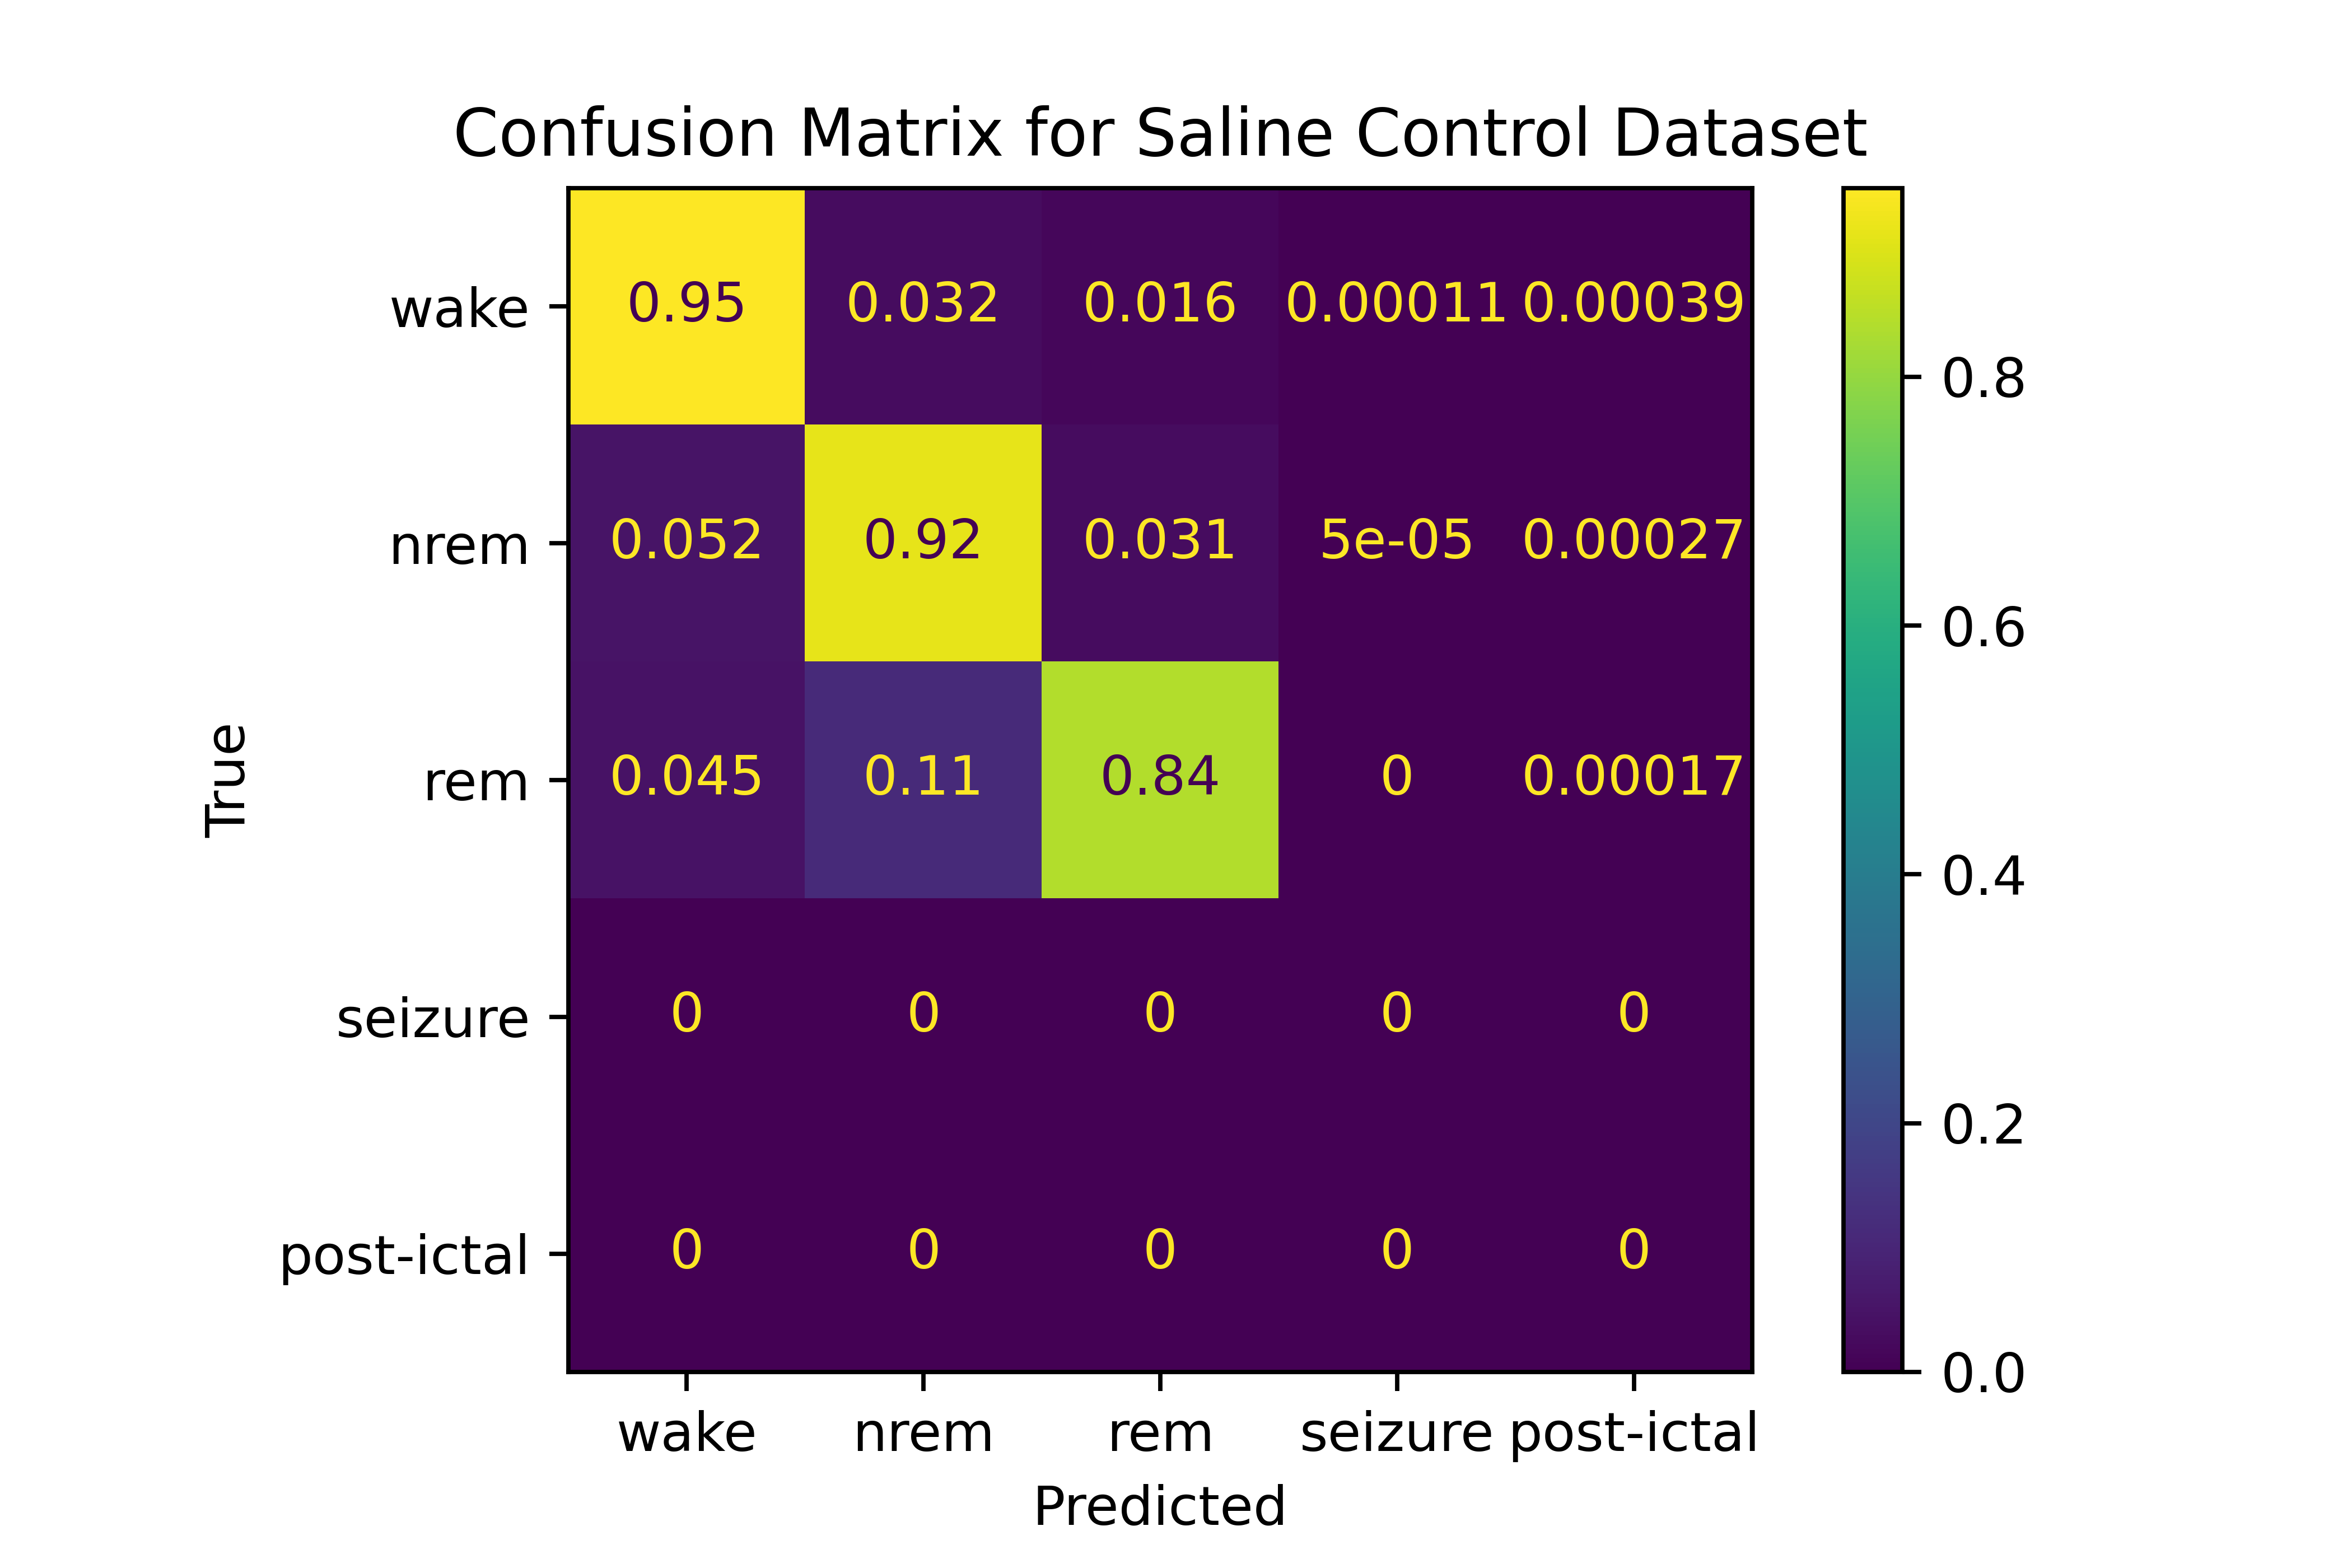 Confusion Matrix for Saline Control Dataset
wake 0.95 0.032 0.016 0.00011 0.00039
nrem 0.052 0.92 0.031 5e-05 0.00027
rem 0.045 0.11 0.84 0 0.00017
seizure 0 0 0 0 0
post-ictal 0 0 0 0 0
wake nrem rem seizure post-ictal
Predicted
True
0.8
0.6
0.4
0.2
0.0